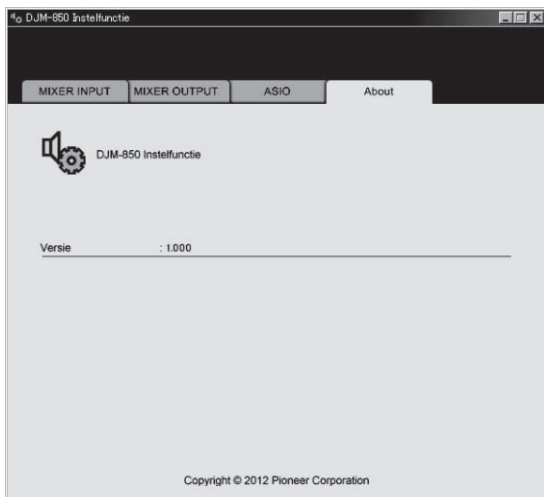 DJM-850 Instelfunctie
MIXER INPUT MIXER OUTPUT ASIO About
DJM-850 Instelfunctie
Versie : 1.000
Copyright © 2012 Pioneer Corporation